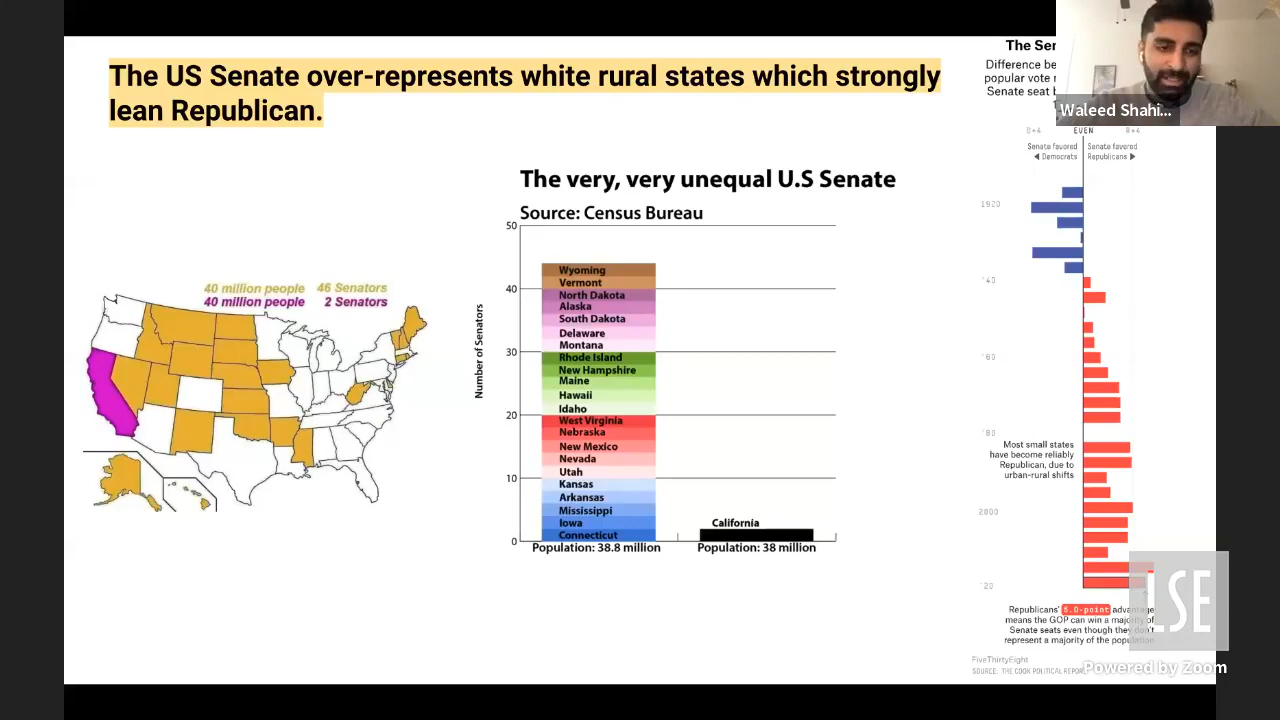 The US Senate over-represents white rural states which strongly
lean Republican.
40 million people 46 Senators
40 million people 2 Senators
The very, very unequal U.S Senate
Source: Census Bureau
Number of Senators
50
40
30
20
10
0
Wyoming
Vermont
North Dakota
Alaska
South Dakota
Delaware
Montana
Rhode Island
New Hampshire
Maine
Hawaii
Idaho
West Virginia
Nebraska
New Mexico
Nevada
Utah
Kansas
Arkansas
Mississippi
Iowa
Connecticut
California
Population: 38.8 million
Population: 38 million
The Ser
Difference be
popular vote
Senate seat
Waleed Shahi...
D+4 EVEN R+4
Senate favored
◀ Democrats
Senate favored
Republicans ▶
1920
'40
'60
'80
2000
'20
Most small states
have become reliably
Republican, due to
urban-rural shifts
Republicans' 5.0-point advantage
means the GOP can win a majority of
Senate seats even though they don't
represent a majority of the population
FiveThirtyEight
SOURCE: THE COOK POLITICAL REPORT
LSE
Powered by Zoom